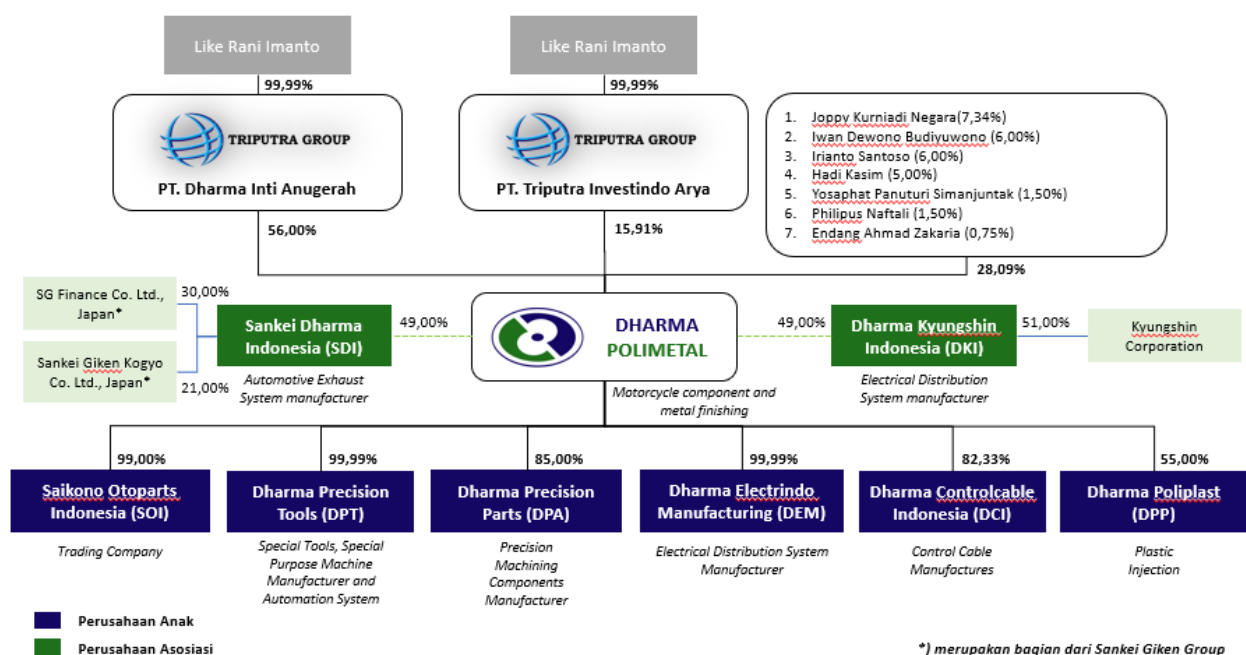 Like Rani Imanto
Like Rani Imanto
99,99%
99,99%
TRIPUTRA GROUP
PT. Dharma Inti Anugerah
TRIPUTRA GROUP
PT. Triputra Investindo Arya
1. Joppy Kurniadi Negara(7,34%)
2. Iwan Dewono Budiyuwono (6,00%)
3. Irianto Santoso (6,00%)
4. Hadi Kasim (5,00%)
5. Yosaphat Panuturi Simanjuntak (1,50%)
6. Philipus Naftali (1,50%)
7. Endang Ahmad Zakaria (0,75%)
56,00%
15,91%
28,09%
SG Finance Co. Ltd.,
Japan*
30,00%
Sankei Giken Kogyo
Co. Ltd., Japan*
21,00%
Sankei Dharma
Indonesia (SDI)
49,00%
Automotive Exhaust
System manufacturer
DHARMA
POLIMETAL
Motorcycle component and
metal finishing
49,00%
Dharma Kyungshin
Indonesia (DKI)
51,00%
Electrical Distribution
System manufacturer
Kyungshin
Corporation
99,00%
99,99%
85,00%
99,99%
82,33%
55,00%
Saikono Otoparts
Indonesia (SOI)
Trading Company
Dharma Precision
Tools (DPT)
Special Tools, Special
Purpose Machine
Manufacturer and
Automation System
Dharma Precision
Parts (DPA)
Precision
Machining
Components
Manufacturer
Dharma Electrindo
Manufacturing (DEM)
Electrical Distribution System
Manufacturer
Dharma Controlcable
Indonesia (DCI)
Control Cable
Manufactures
Dharma Poliplast
(DPP)
Plastic
Injection
Perusahaan Anak
Perusahaan Asosiasi
*) merupakan bagian dari Sankei Giken Group